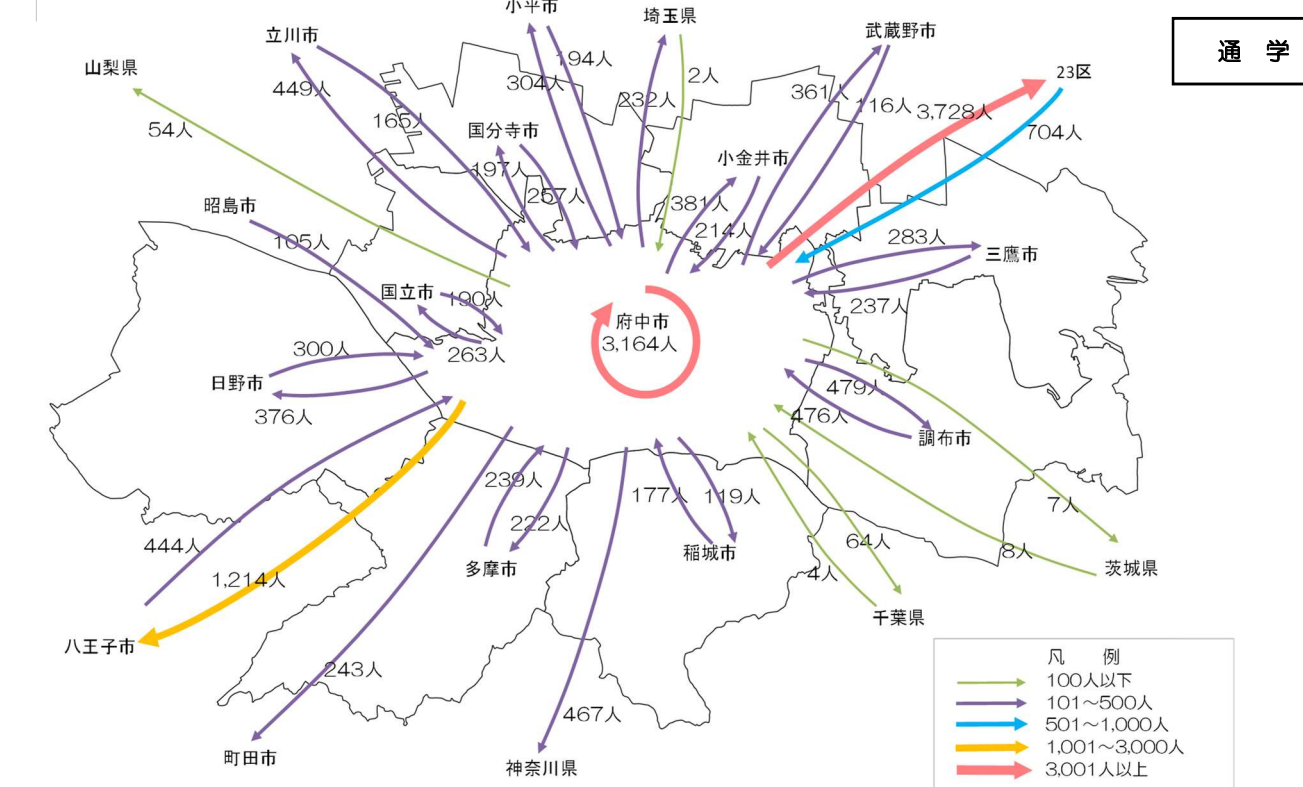 小平市
埼玉県
武蔵野市
通 学
立川市
山梨県
23区
194人
304人
2人
449人
232人
361人
116人
3,728人
54人
165人
国分寺市
704人
小金井市
197人
257人
381人
昭島市
214人
105人
283人
三鷹市
国立市
190人
237人
府中市
3,164人
263人
300人
日野市
376人
479人
476人
調布市
239人
177人
119人
7人
222人
444人
64人
8人
稲城市
多摩市
4人
茨城県
1,214人
千葉県
八王子市
243人
467人
町田市
神奈川県
凡 例
100人以下
101~500人
501~1,000人
1,001~3,000人
3,001人以上